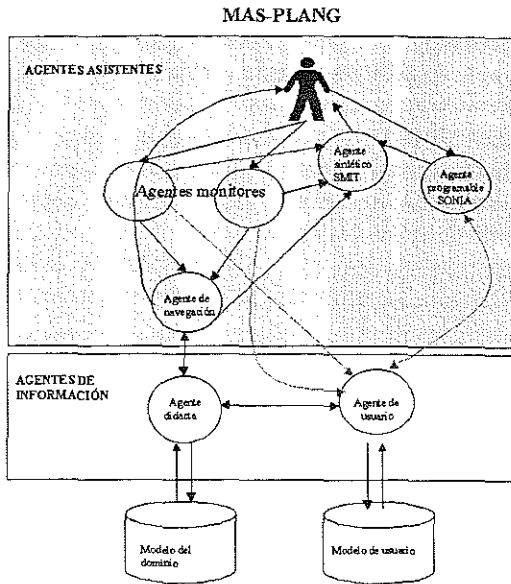 MAS-PLANG
AGENTES ASISTENTES
Agente
sintético
SMIT
Agente
programable
SONIA
Agentes monitores
Agente de
navegación
AGENTES DE
INFORMACIÓN
Agente
didacta
Agente de
usuario
Modelo del
dominio
Modelo de usuario